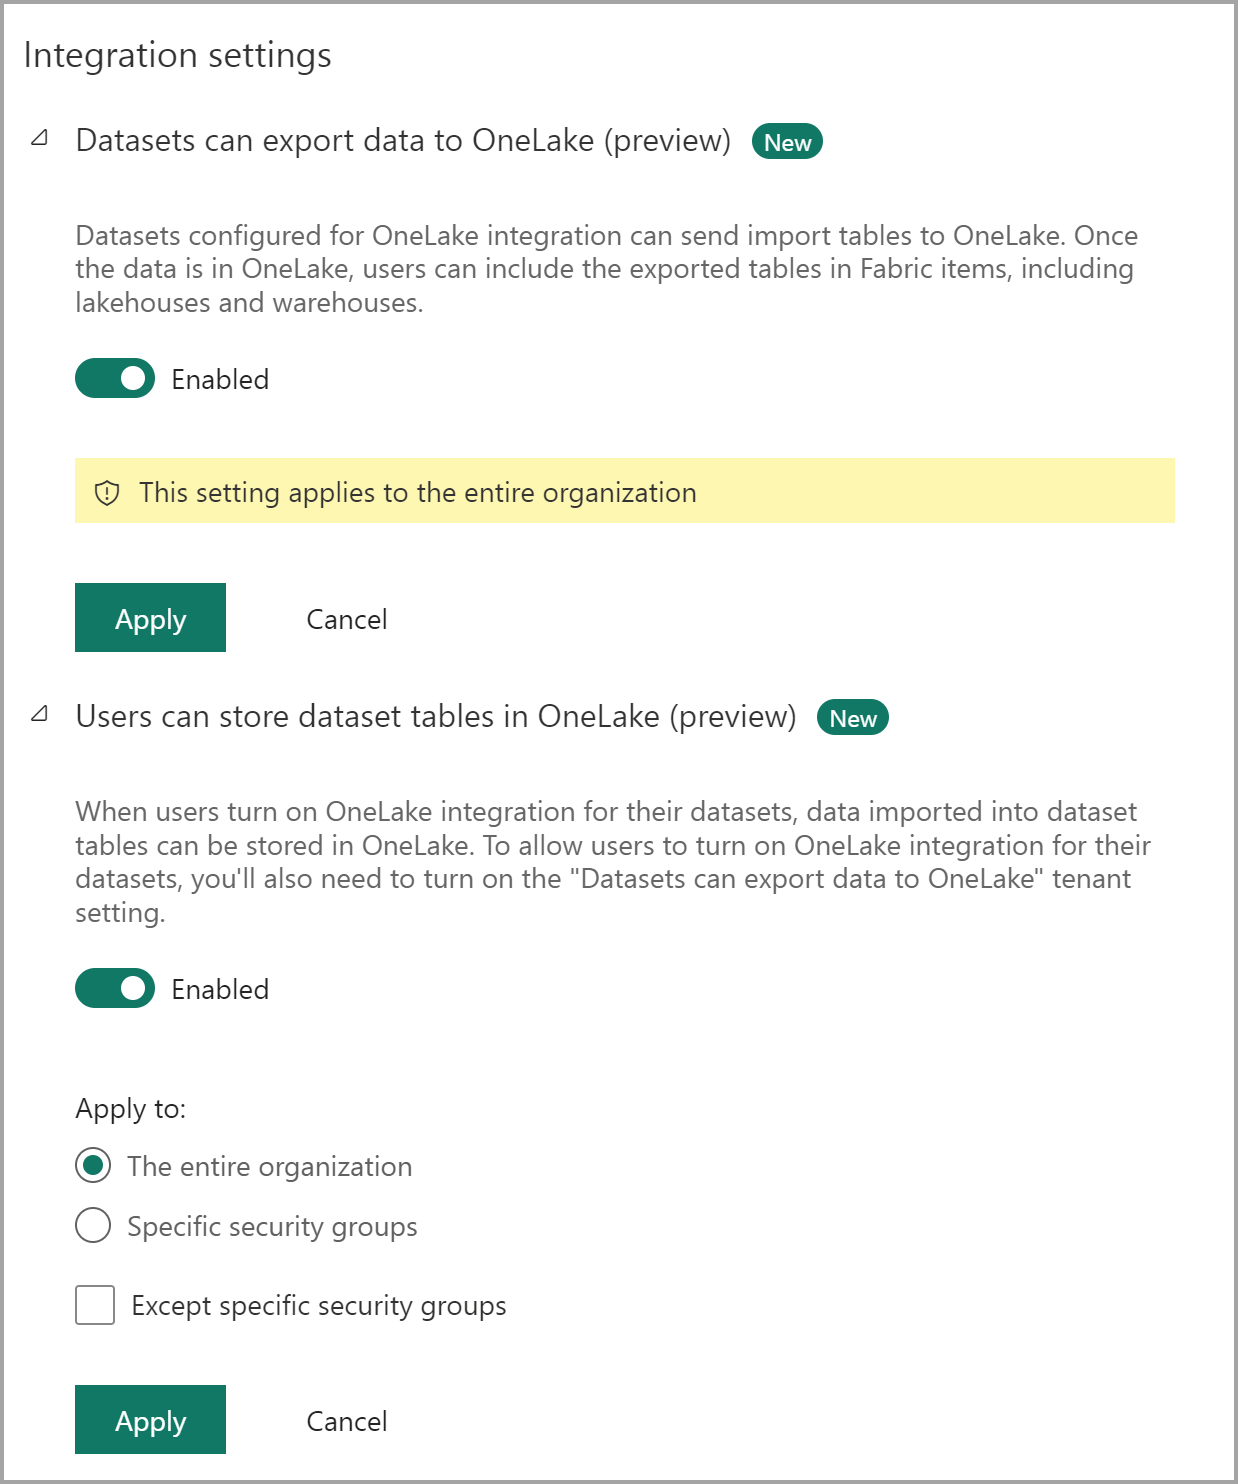 Integration settings
Datasets can export data to OneLake (preview) New
Datasets configured for OneLake integration can send import tables to OneLake. Once
the data is in OneLake, users can include the exported tables in Fabric items, including
lakehouses and warehouses.
Enabled
This setting applies to the entire organization
Apply Cancel
Users can store dataset tables in OneLake (preview) New
When users turn on OneLake integration for their datasets, data imported into dataset
tables can be stored in OneLake. To allow users to turn on OneLake integration for their
datasets, you'll also need to turn on the "Datasets can export data to OneLake" tenant
setting.
Enabled
Apply to:
The entire organization
Specific security groups
Except specific security groups
Apply Cancel